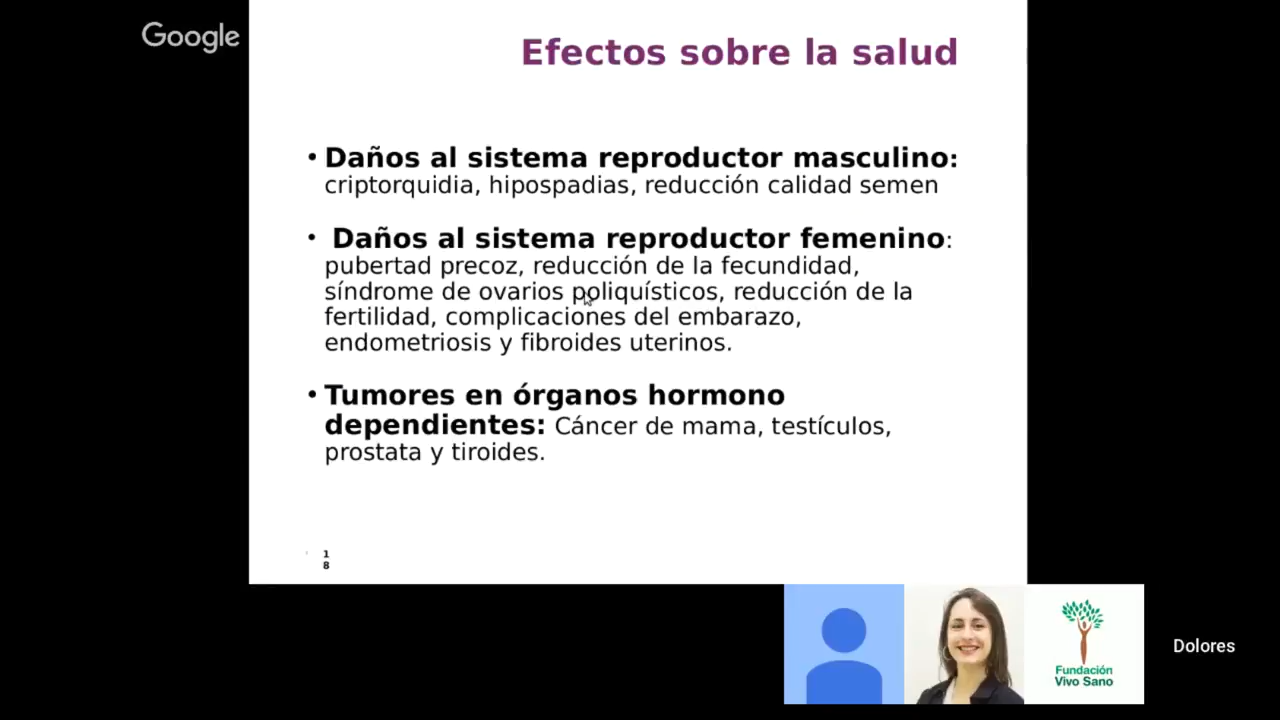 Google
Efectos sobre la salud
• Daños al sistema reproductor masculino:
criptorquidia, hipospadias, reducción calidad semen
• Daños al sistema reproductor femenino:
pubertad precoz, reducción de la fecundidad,
síndrome de ovarios poliquísticos, reducción de la
fertilidad, complicaciones del embarazo,
endometriosis y fibroides uterinos.
• Tumores en órganos hormono
dependientes: Cáncer de mama, testículos,
prostata y tiroides.
1
8
Fundación
Vivo Sano
Dolores